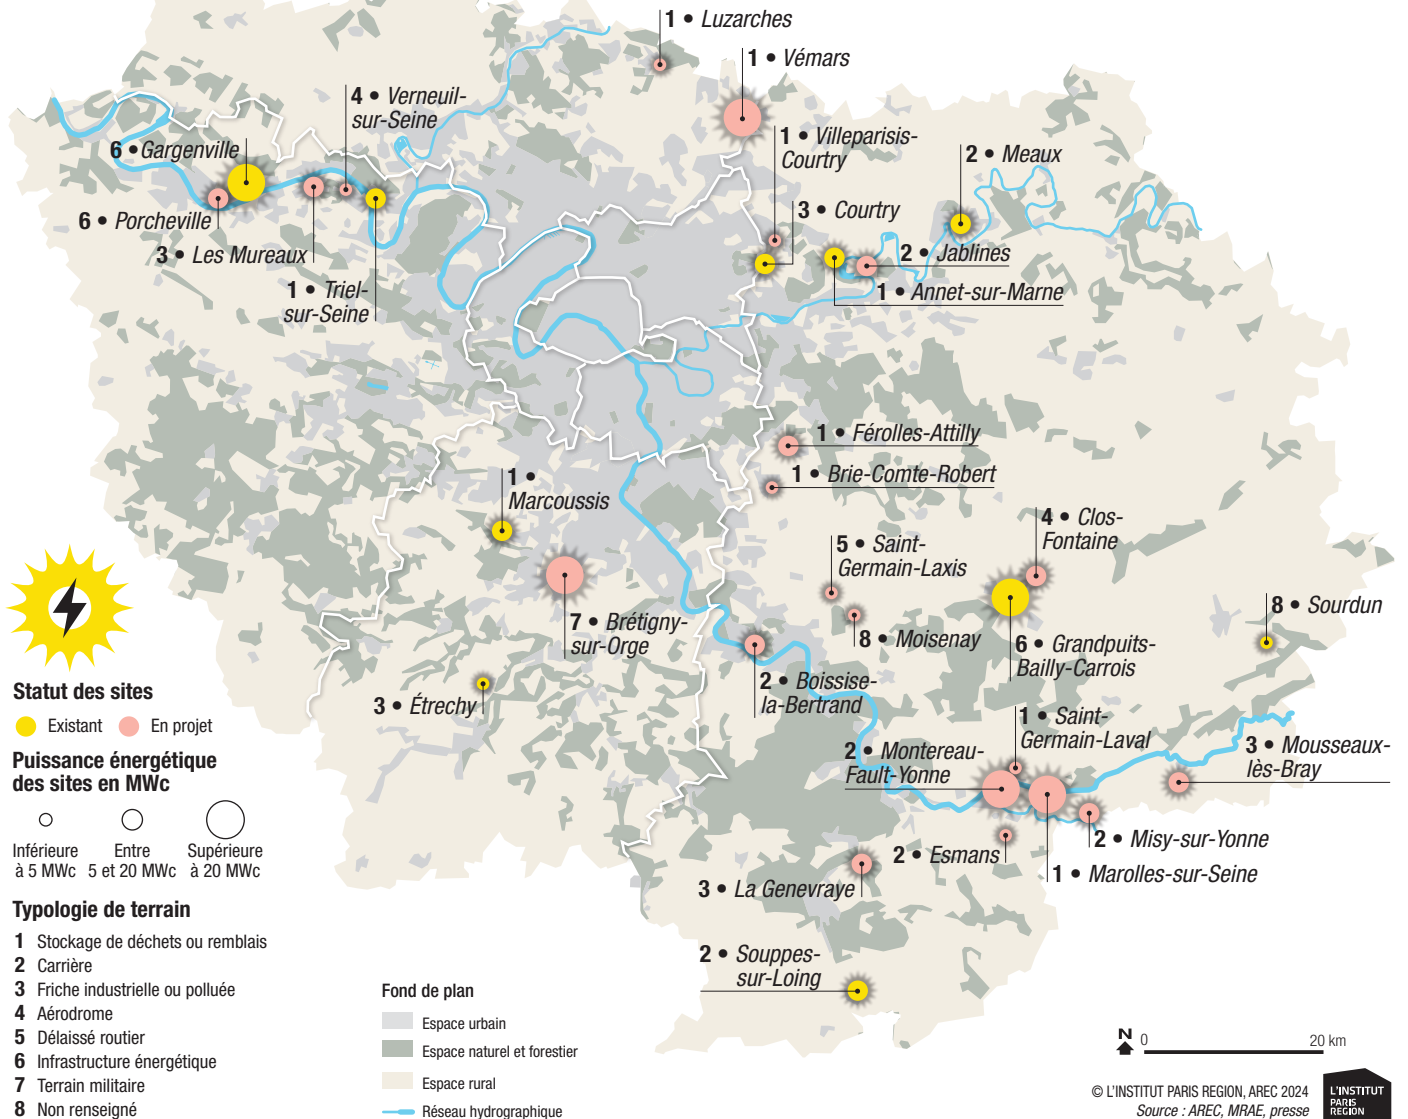 1 • Luzarches
1 • Vémars
4 • Verneuil-
sur-Seine
1 • Villeparisis-
Courtry
6 • Gargenville
2 • Meaux
3 • Courtry
6 • Porcheville
3 • Les Mureaux
2 • Jablines
1 • Triel-
sur-Seine
1 • Annet-sur-Marne
1 • Férolles-Attilly
1 •
Marcoussis
1 • Brie-Comte-Robert
4 • Clos-
Fontaine
5 • Saint-
Germain-Laxis
7 • Brétigny-
sur-Orge
8 • Moisenay
8 • Sourdun
6 • Grandpuits-
Bailly-Carrois
2 • Boissise-
la-Bertrand
3 • Étrechy
1 • Saint-
Germain-Laval
2 • Montereau-
Fault-Yonne
3 • Mousseaux-
lès-Bray
2 • Misy-sur-Yonne
2 • Esmans
1 • Marolles-sur-Seine
3 • La Genevraye
2 • Souppes-
sur-Loing
Statut des sites
Existant
En projet
Puissance énergétique
des sites en MWc
Inférieure
à 5 MWc
Entre
5 et 20 MWc
Supérieure
à 20 MWc
Typologie de terrain
1 Stockage de déchets ou remblais
2 Carrière
3 Friche industrielle ou polluée
4 Aérodrome
5 Délaissé routier
6 Infrastructure énergétique
7 Terrain militaire
8 Non renseigné
Fond de plan
Espace urbain
Espace naturel et forestier
Espace rural
Réseau hydrographique
N
0
20 km
© L'INSTITUT PARIS REGION, AREC 2024
Source : AREC, MRAE, presse
L'INSTITUT
PARIS
REGION